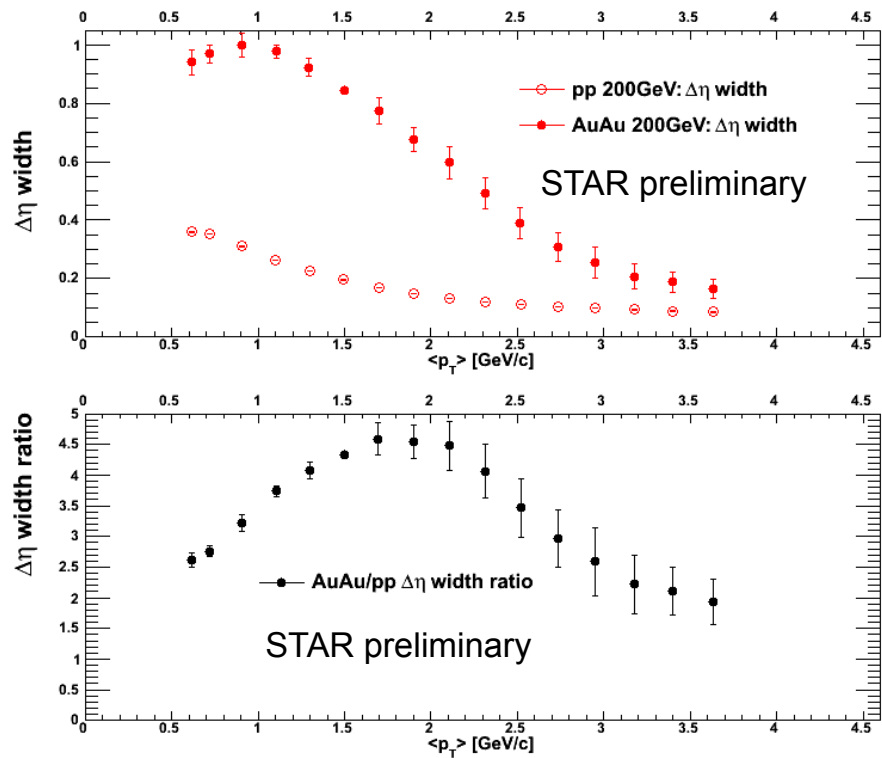 0 0.5 1 1.5 2 2.5 3 3.5 4 4.5
1
0.8
0.6
0.4
0.2
0
Δη width
pp 200GeV: Δη width
AuAu 200GeV: Δη width
STAR preliminary
0 0.5 1 1.5 2 2.5 3 3.5 4 4.5
<p_T> [GeV/c]
0 0.5 1 1.5 2 2.5 3 3.5 4 4.5
5
4.5
4
3.5
3
2.5
2
1.5
1
0.5
0
Δη width ratio
AuAu/pp Δη width ratio
STAR preliminary
0 0.5 1 1.5 2 2.5 3 3.5 4 4.5
<p_T> [GeV/c]